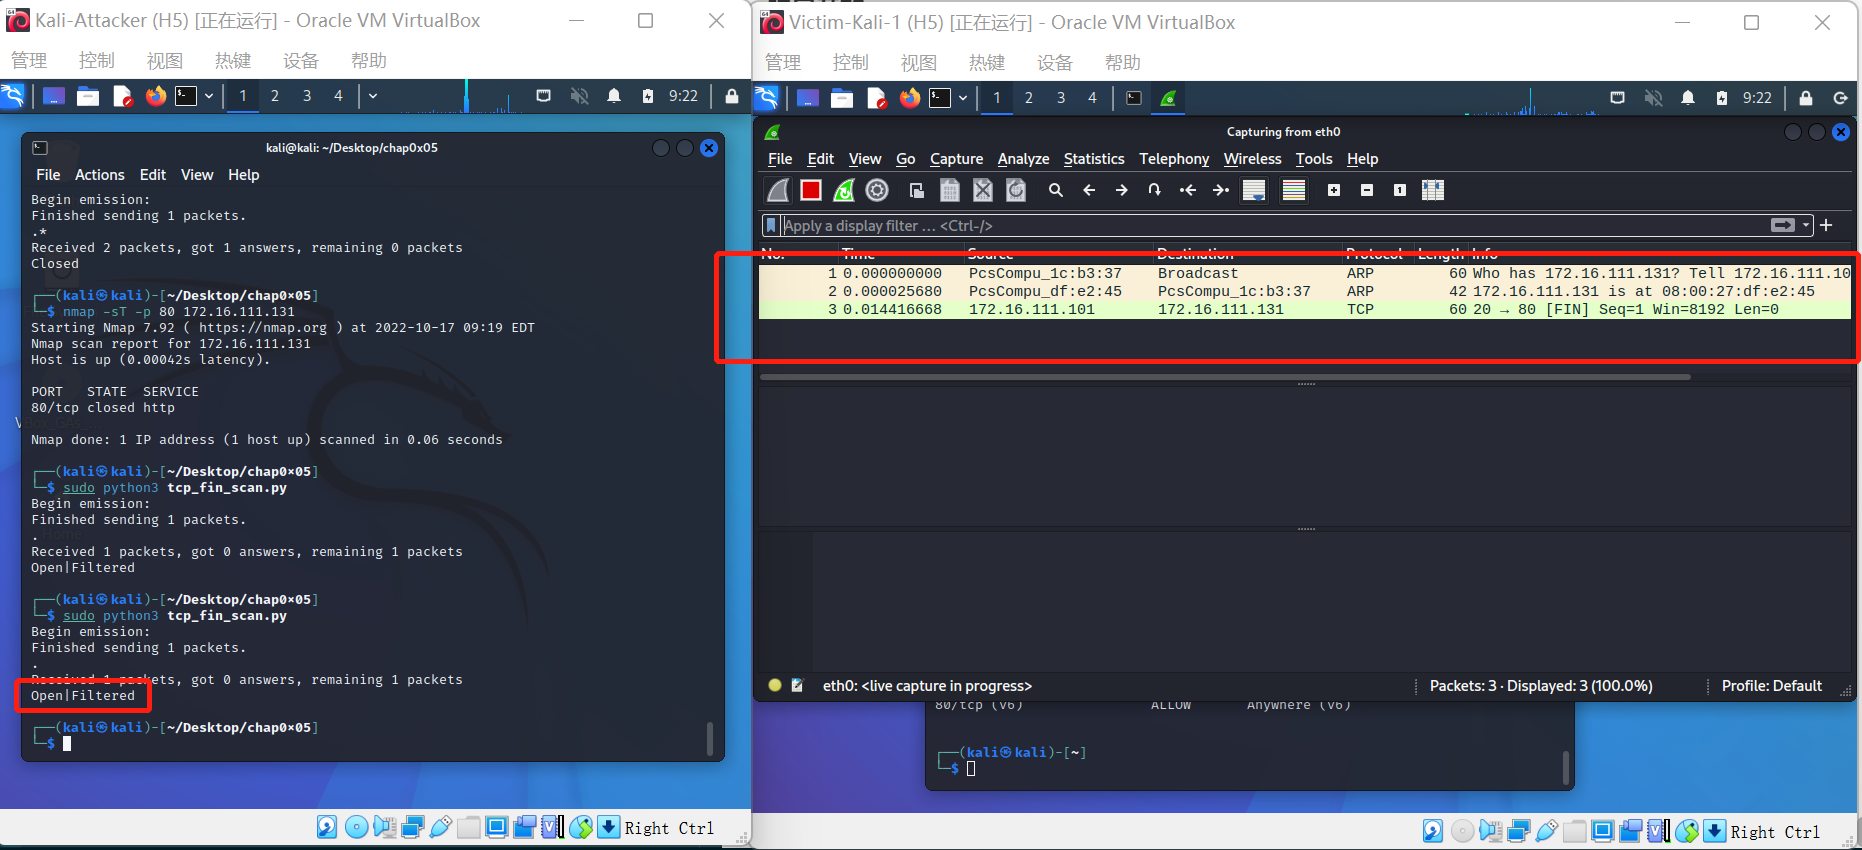 Kali-Attacker (H5) [正在运行] - Oracle VM VirtualBox
管理 控制 视图 热键 设备 帮助
1 2 3 4 9:22
kali@kali: ~/Desktop/chap0x05
File Actions Edit View Help
Begin emission:
Finished sending 1 packets.
.*
Received 2 packets, got 1 answers, remaining 0 packets
Closed
┌──(kali㉿kali)-[~/Desktop/chap0×05]
└─$ nmap -sT -p 80 172.16.111.131
Starting Nmap 7.92 ( https://nmap.org ) at 2022-10-17 09:19 EDT
Nmap scan report for 172.16.111.131
Host is up (0.00042s latency).
PORT   STATE  SERVICE
80/tcp closed http
Nmap done: 1 IP address (1 host up) scanned in 0.06 seconds
┌──(kali㉿kali)-[~/Desktop/chap0×05]
└─$ sudo python3 tcp_fin_scan.py
Begin emission:
Finished sending 1 packets.
.
Received 1 packets, got 0 answers, remaining 1 packets
Open|Filtered
┌──(kali㉿kali)-[~/Desktop/chap0×05]
└─$ sudo python3 tcp_fin_scan.py
Begin emission:
Finished sending 1 packets.
.
Received 1 packets, got 0 answers, remaining 1 packets
Open|Filtered
┌──(kali㉿kali)-[~/Desktop/chap0×05]
└─$
Right Ctrl
Victim-Kali-1 (H5) [正在运行] - Oracle VM VirtualBox
管理 控制 视图 热键 设备 帮助
1 2 3 4 9:22
Capturing from eth0
File Edit View Go Capture Analyze Statistics Telephony Wireless Tools Help
Apply a display filter … <Ctrl-/>
No. Time Source Destination Protocol Length Info
1 0.000000000 PcsCompu_1c:b3:37 Broadcast ARP 60 Who has 172.16.111.131? Tell 172.16.111.10
2 0.000025680 PcsCompu_df:e2:45 PcsCompu_1c:b3:37 ARP 42 172.16.111.131 is at 08:00:27:df:e2:45
3 0.014416668 172.16.111.101 172.16.111.131 TCP 60 20 → 80 [FIN] Seq=1 Win=8192 Len=0
eth0: <live capture in progress> Packets: 3 · Displayed: 3 (100.0%) Profile: Default
80/tcp (v6) ALLOW Anywhere (v6)
┌──(kali㉿kali)-[~]
└─$
Right Ctrl